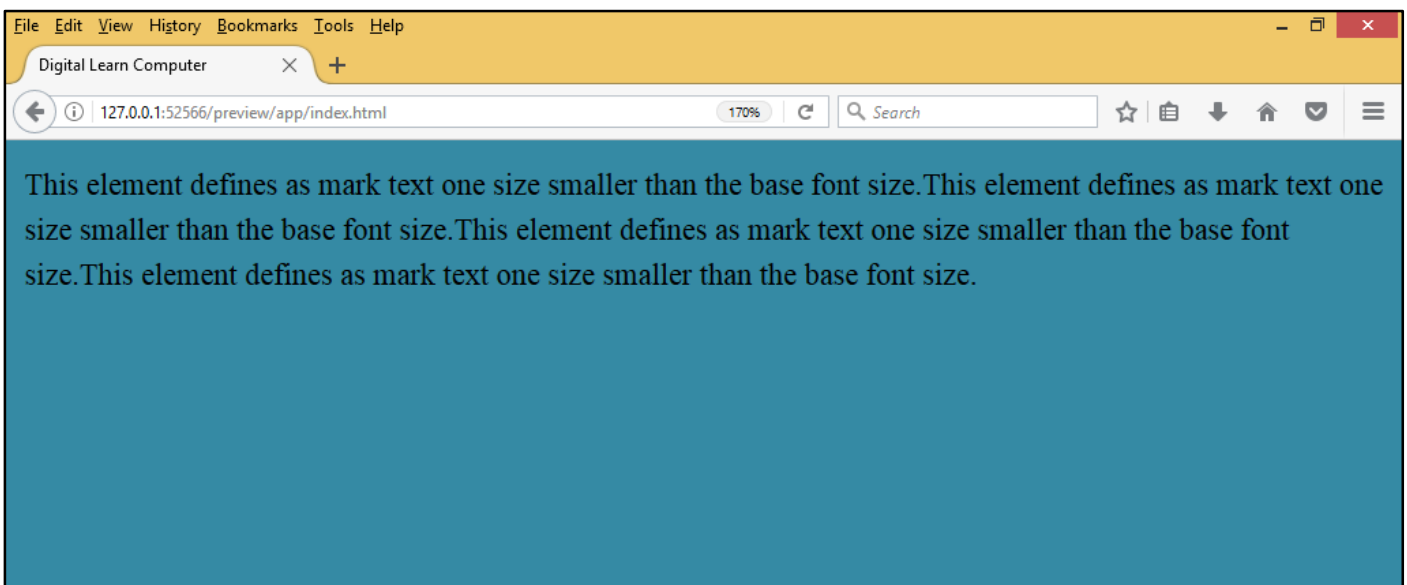 File Edit View History Bookmarks Tools Help
Digital Learn Computer
127.0.0.1:52566/preview/app/index.html 170% Search
This element defines as mark text one size smaller than the base font size.This element defines as mark text one
size smaller than the base font size.This element defines as mark text one size smaller than the base font
size.This element defines as mark text one size smaller than the base font size.